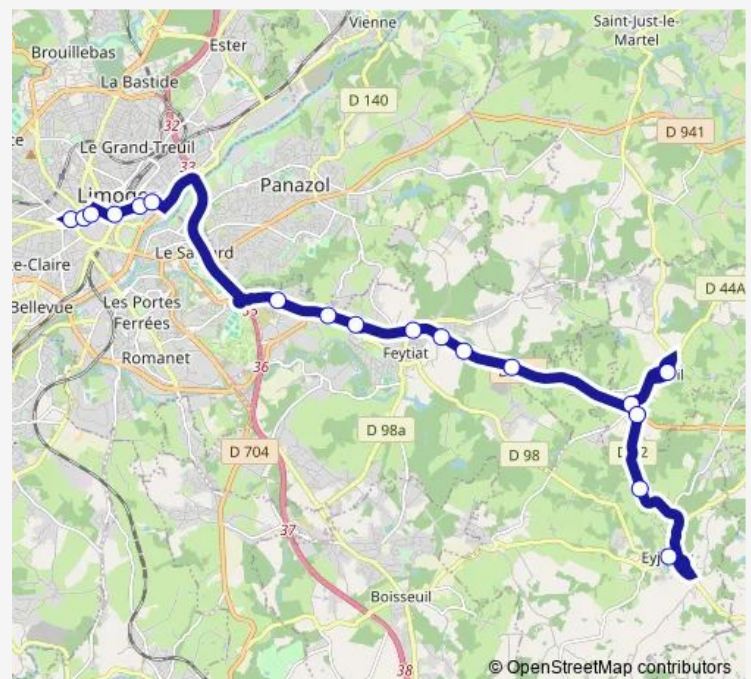 Vienne
Saint-Just-le-
Martel
Brouillebas
Ester
La Bastide
32
D 140
D 941
Le Grand-Treuil
33
Panazol
Le
D 44A
Bellevue
Les Portes
Ferrées
35
Romanet
36
Feytiat
D 98a
D 98
D 704
37
Boisseuil
38
© OpenStreetMap contributors